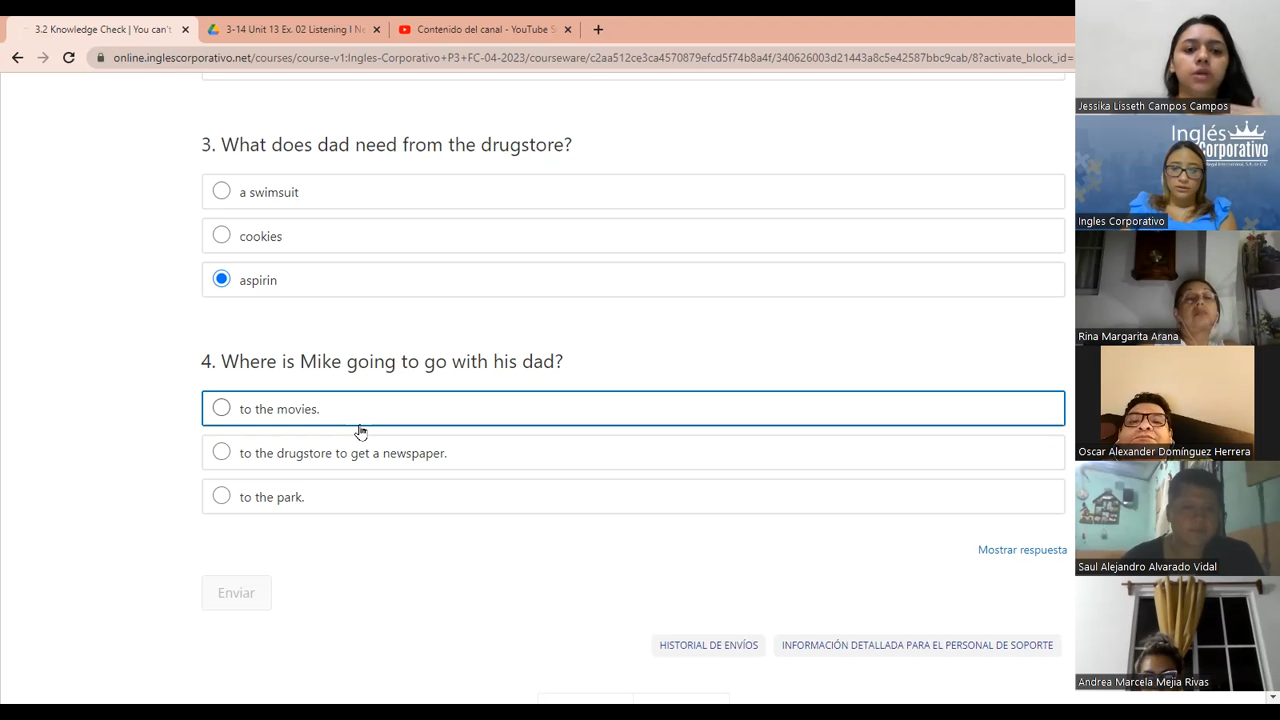 3.2 Knowledge Check | You can't
3-14 Unit 13 Ex. 02 Listening I Ne
Contenido del canal - YouTube S
online.inglescorporativo.net/courses/course-v1:Ingles-Corporativo+P3+FC-04-2023/courseware/c2aa512ce3ca4570879efcd5f74b8a4f/340626003d21443a8c5e42587bbc9cab/8?activate_block_id=
3. What does dad need from the drugstore?
a swimsuit
cookies
aspirin
4. Where is Mike going to go with his dad?
to the movies.
to the drugstore to get a newspaper.
to the park.
Mostrar respuesta
Enviar
HISTORIAL DE ENVÍOS
INFORMACIÓN DETALLADA PARA EL PERSONAL DE SOPORTE
Jessika Lisseth Campos Campos
Inglés
Corporativo
Ingles Corporativo
Rina Margarita Arana
Oscar Alexander Domínguez Herrera
Saul Alejandro Alvarado Vidal
Andrea Marcela Mejia Rivas